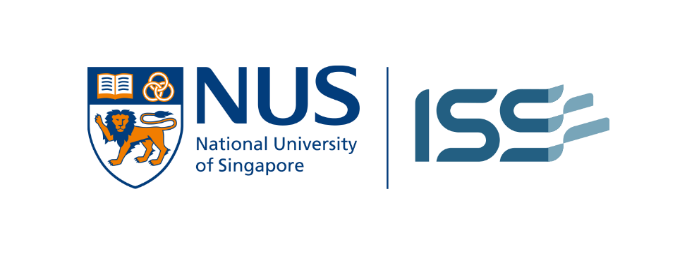 NUS
National University
of Singapore
ISS